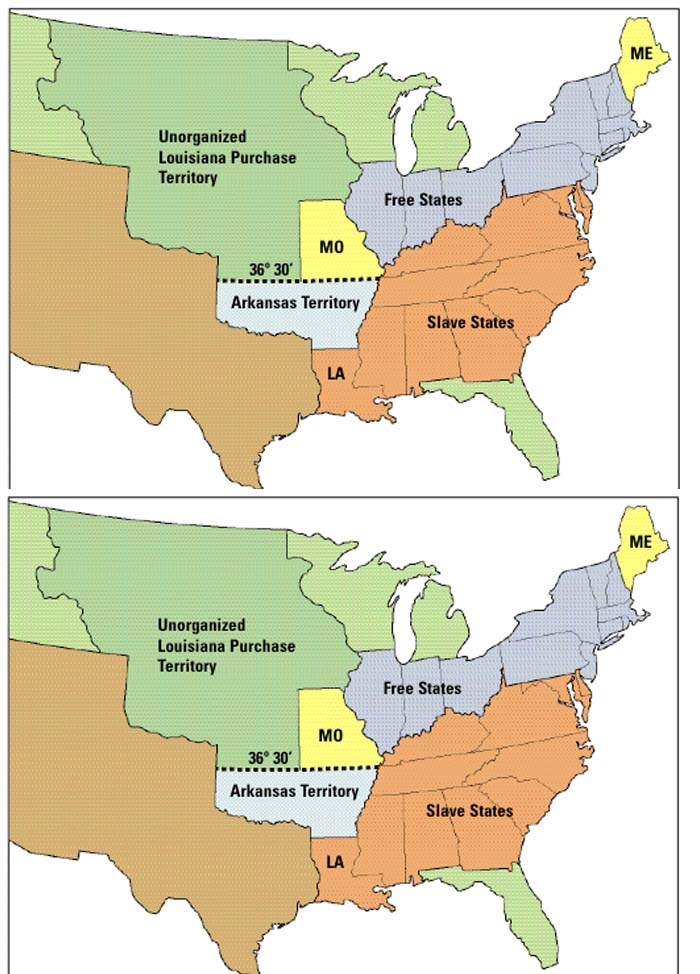 ME
Unorganized
Louisiana Purchase
Territory
Free States
MO
36° 30′
Arkansas Territory
Slave States
LA
ME
Unorganized
Louisiana Purchase
Territory
Free States
MO
36° 30′
Arkansas Territory
Slave States
LA